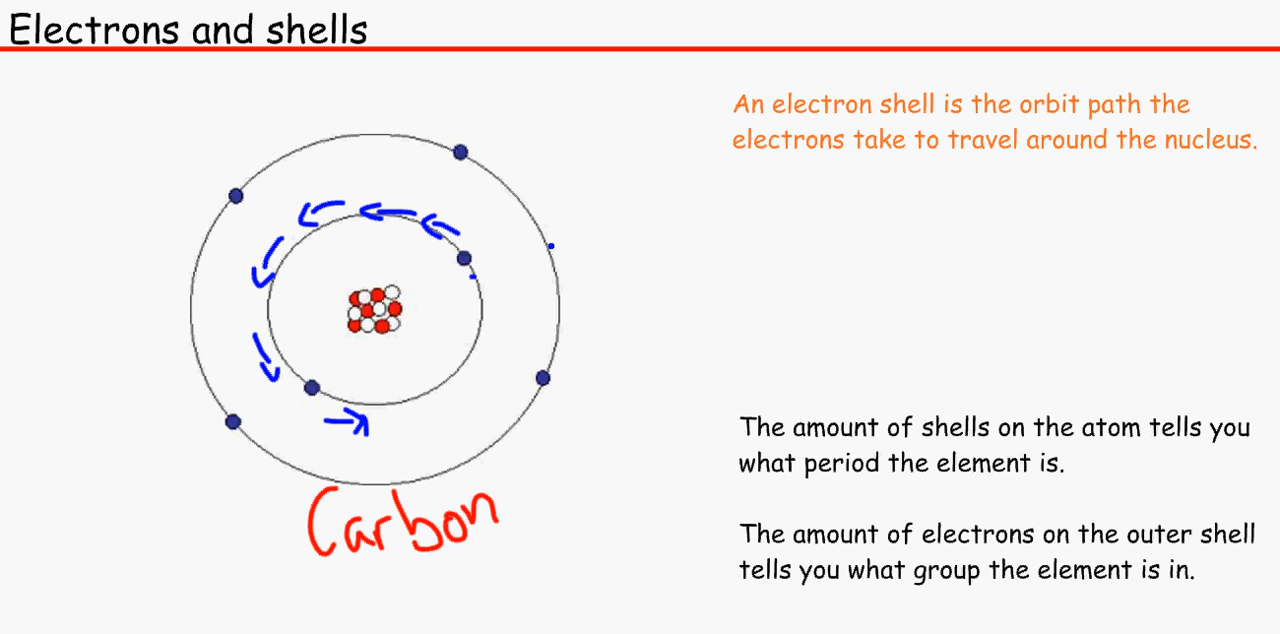 Electrons and shells
An electron shell is the orbit path the
electrons take to travel around the nucleus.
The amount of shells on the atom tells you
what period the element is.
The amount of electrons on the outer shell
tells you what group the element is in.
Carbon